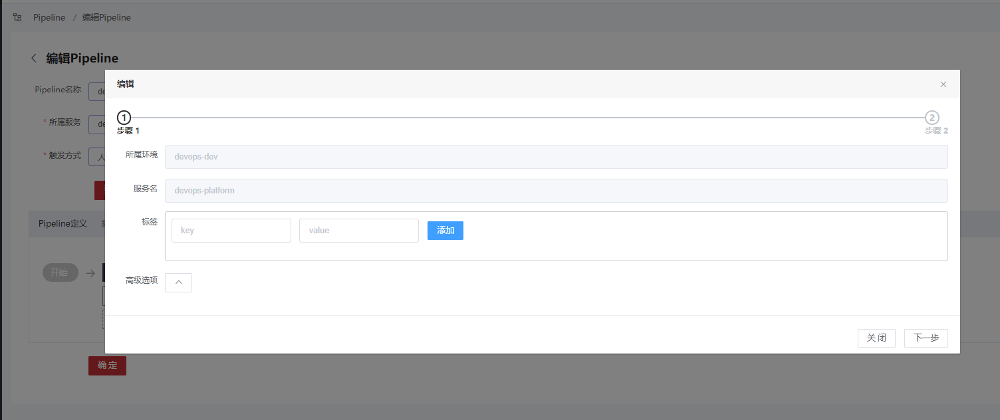 Pipeline / 编辑Pipeline
编辑Pipeline
Pipeline名称 de
* 所属服务 de
* 触发方式 人
Pipeline定义
开始
确 定
编辑
1
步骤 1
2
步骤 2
所属环境 devops-dev
服务名 devops-platform
标签 key value 添加
高级选项
关 闭 下一步